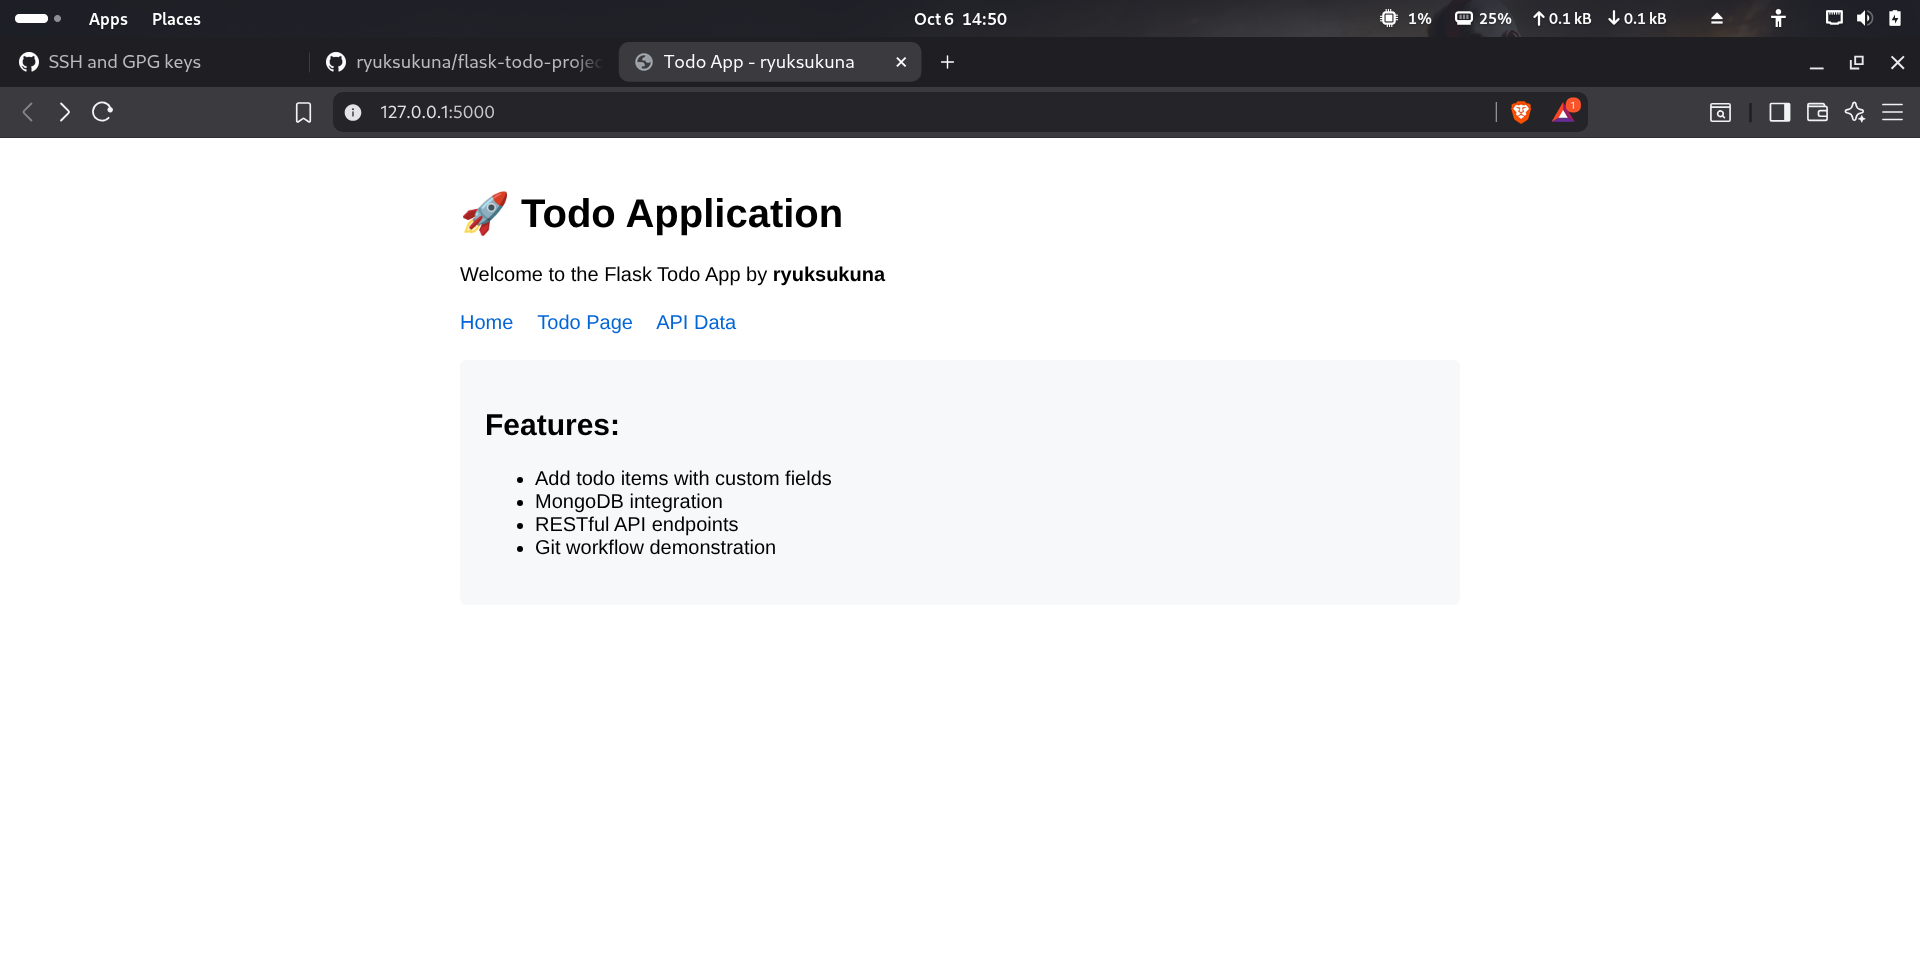 Apps Places Oct 6 14:50 1% 25% 0.1 kB 0.1 kB
SSH and GPG keys ryuksukuna/flask-todo-projec Todo App - ryuksukuna
127.0.0.1:5000 1
🚀 Todo Application
Welcome to the Flask Todo App by ryuksukuna
Home Todo Page API Data
Features:
• Add todo items with custom fields
• MongoDB integration
• RESTful API endpoints
• Git workflow demonstration